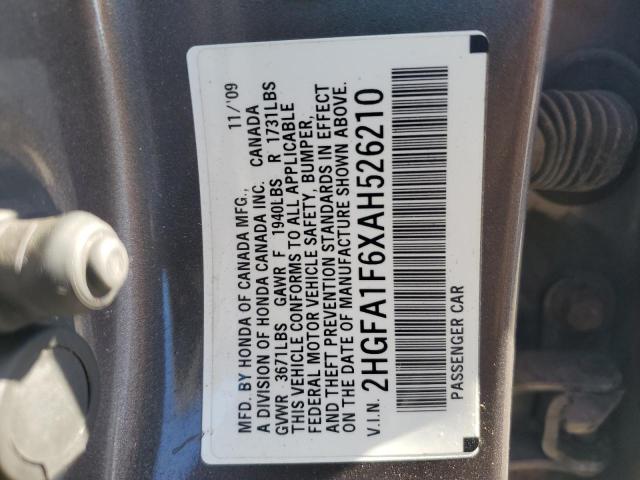 MFD. BY HONDA OF CANADA MFG., 11/'09
A DIVISION OF HONDA CANADA INC. CANADA
GVWR 3671LBS GAWR F 1940LBS R 1731LBS
THIS VEHICLE CONFORMS TO ALL APPLICABLE
FEDERAL MOTOR VEHICLE SAFETY, BUMPER,
AND THEFT PREVENTION STANDARDS IN EFFECT
ON THE DATE OF MANUFACTURE SHOWN ABOVE.
V.I.N. 2HGFA1F6XAH526210
PASSENGER CAR